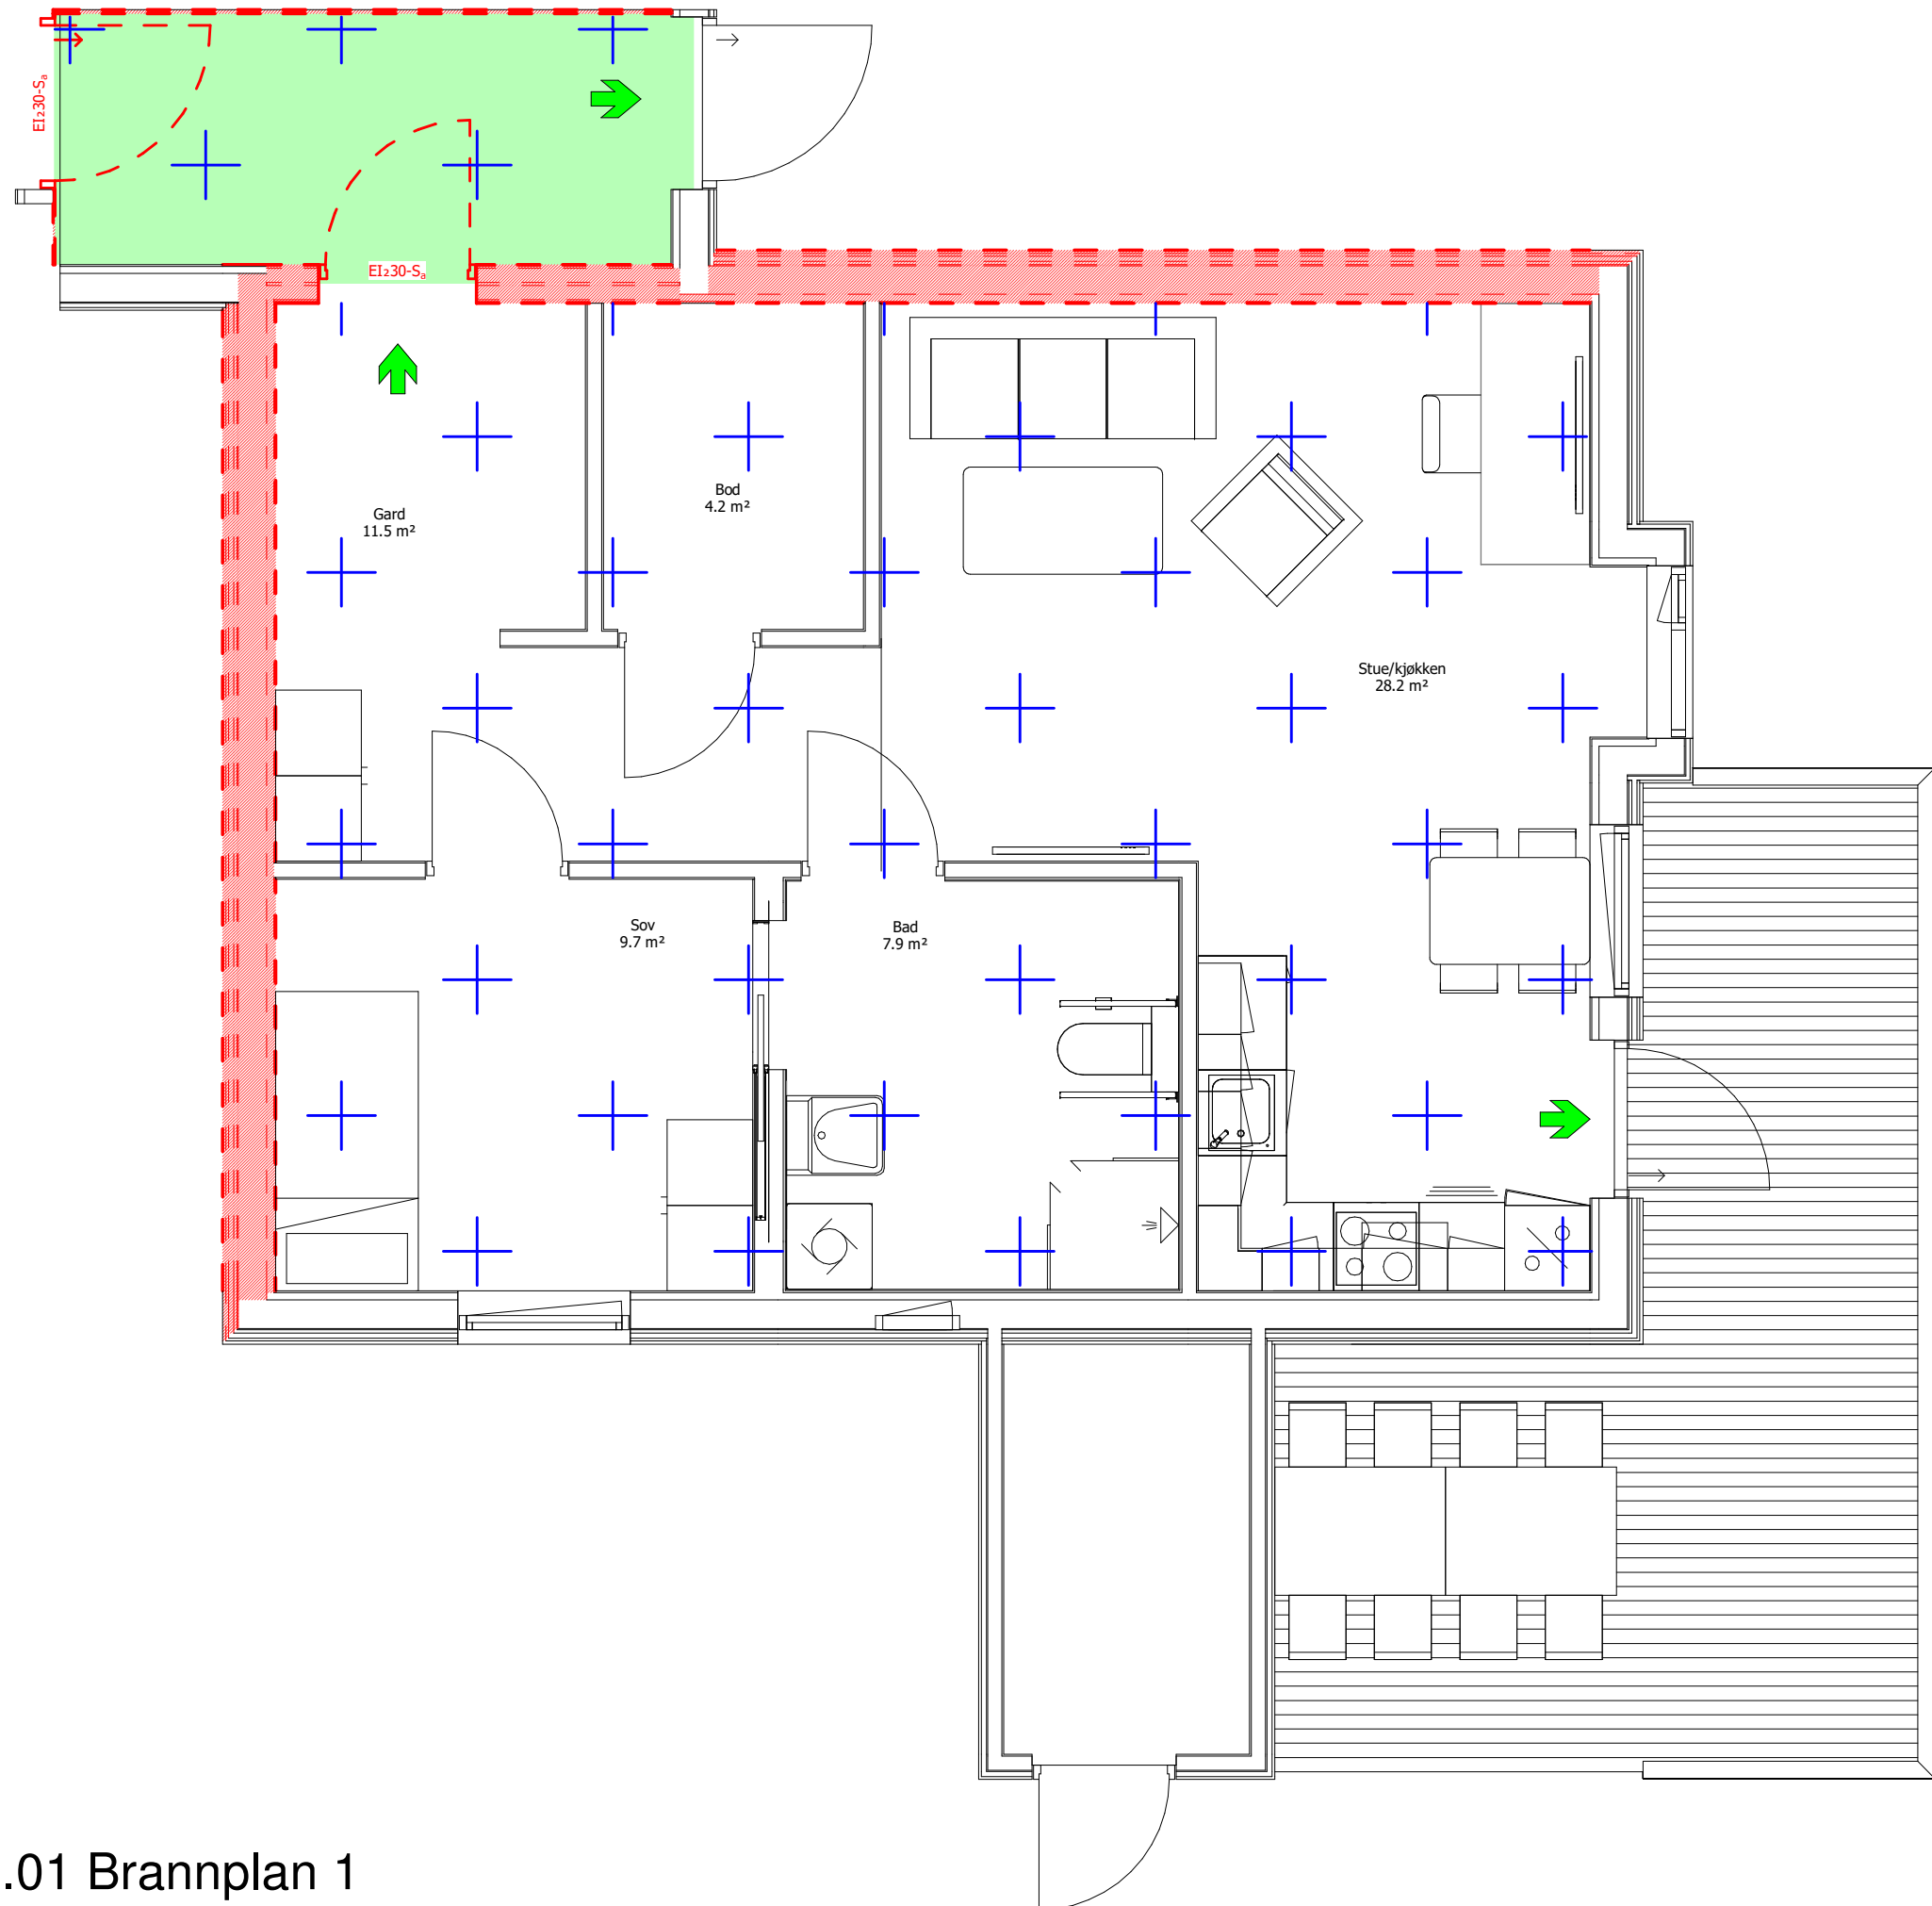 EI₂30-Sₐ
EI₂30-Sₐ
Bod
4.2 m²
Gard
11.5 m²
Stue/kjøkken
28.2 m²
Sov
9.7 m²
Bad
7.9 m²
.01 Brannplan 1